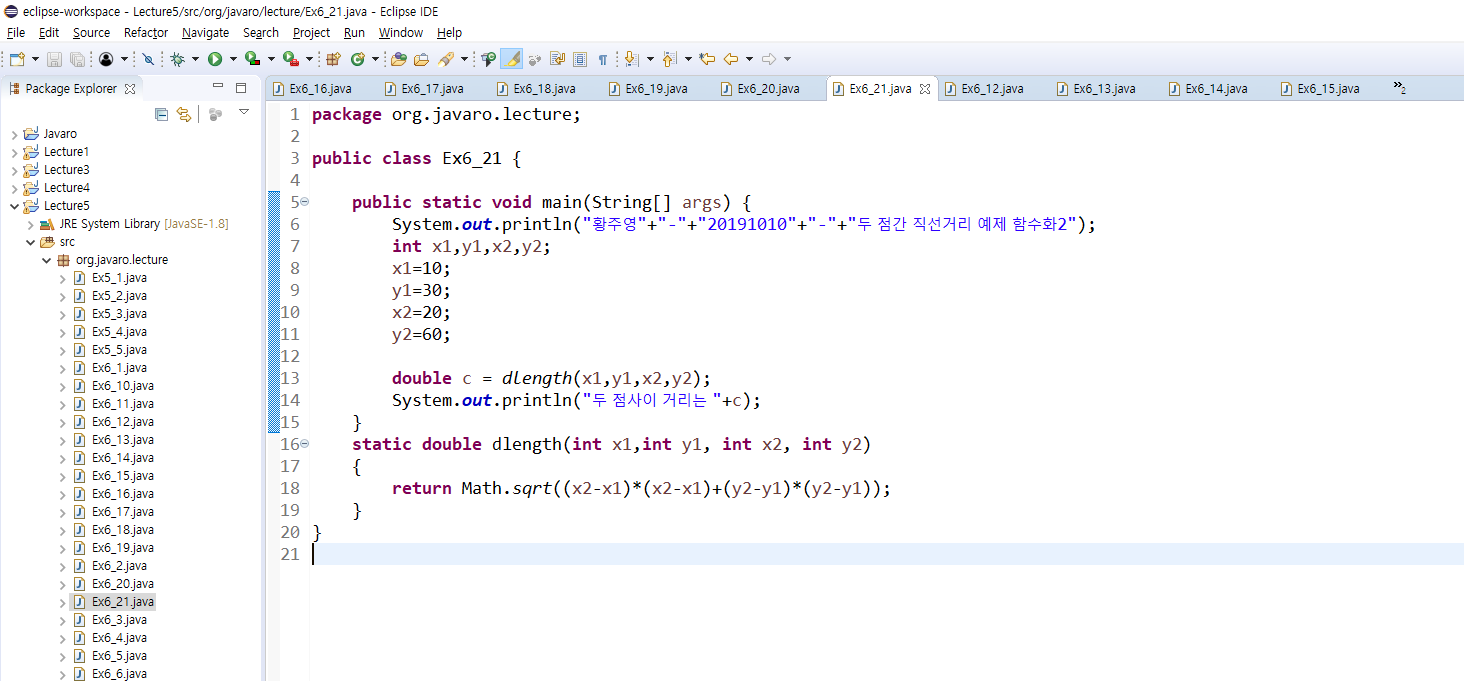 eclipse-workspace - Lecture5/src/org/javaro/lecture/Ex6_21.java - Eclipse IDE
File Edit Source Refactor Navigate Search Project Run Window Help
Package Explorer
Ex6_16.java Ex6_17.java Ex6_18.java Ex6_19.java Ex6_20.java Ex6_21.java Ex6_12.java Ex6_13.java Ex6_14.java Ex6_15.java »2
Javaro
Lecture1
Lecture3
Lecture4
Lecture5
JRE System Library [JavaSE-1.8]
src
org.javaro.lecture
Ex5_1.java
Ex5_2.java
Ex5_3.java
Ex5_4.java
Ex5_5.java
Ex6_1.java
Ex6_10.java
Ex6_11.java
Ex6_12.java
Ex6_13.java
Ex6_14.java
Ex6_15.java
Ex6_16.java
Ex6_17.java
Ex6_18.java
Ex6_19.java
Ex6_2.java
Ex6_20.java
Ex6_21.java
Ex6_3.java
Ex6_4.java
Ex6_5.java
Ex6_6.java
1 package org.javaro.lecture;
2
3 public class Ex6_21 {
4
5 public static void main(String[] args) {
6 System.out.println("황주영"+"-"+"20191010"+"-"+"두 점간 직선거리 예제 함수화2");
7 int x1,y1,x2,y2;
8 x1=10;
9 y1=30;
10 x2=20;
11 y2=60;
12
13 double c = dlength(x1,y1,x2,y2);
14 System.out.println("두 점사이 거리는 "+c);
15 }
16 static double dlength(int x1,int y1, int x2, int y2)
17 {
18 return Math.sqrt((x2-x1)*(x2-x1)+(y2-y1)*(y2-y1));
19 }
20 }
21